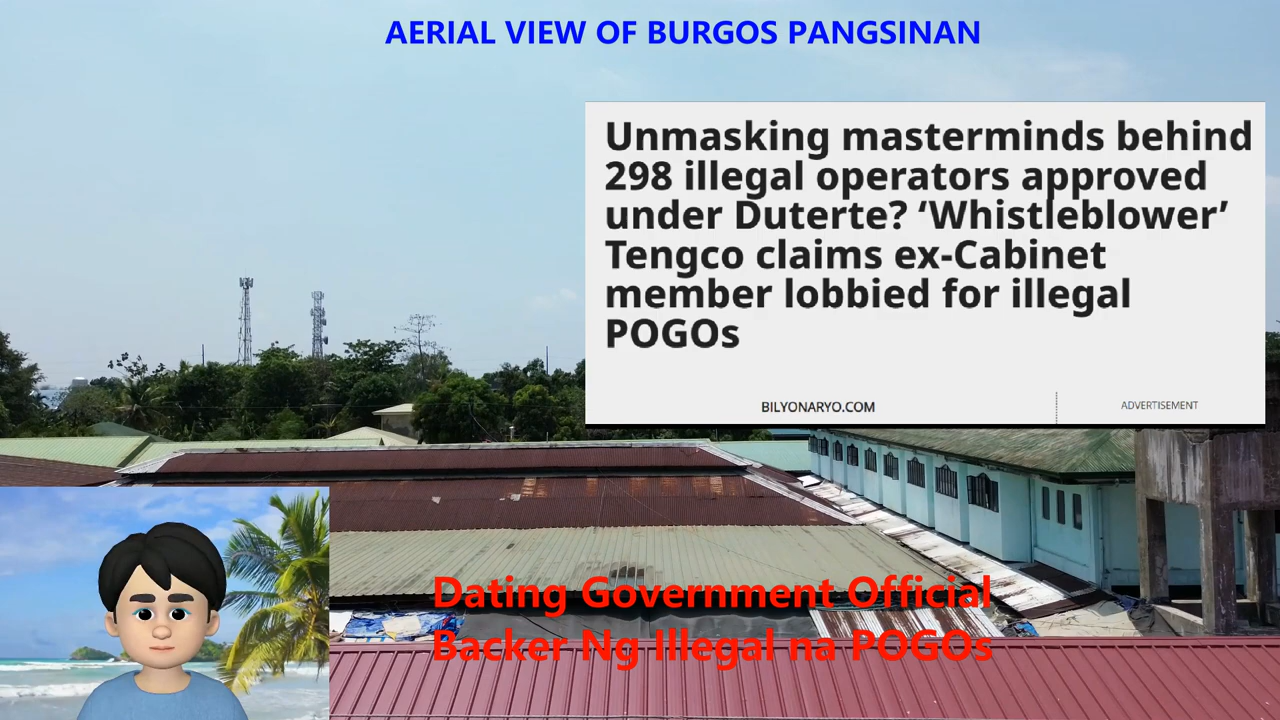 AERIAL VIEW OF BURGOS PANGSINAN
Unmasking masterminds behind
298 illegal operators approved
under Duterte? ‘Whistleblower’
Tengco claims ex-Cabinet
member lobbied for illegal
POGOs
BILYONARYO.COM
ADVERTISEMENT
Dating Government Official
Backer Ng Illegal na POGOs